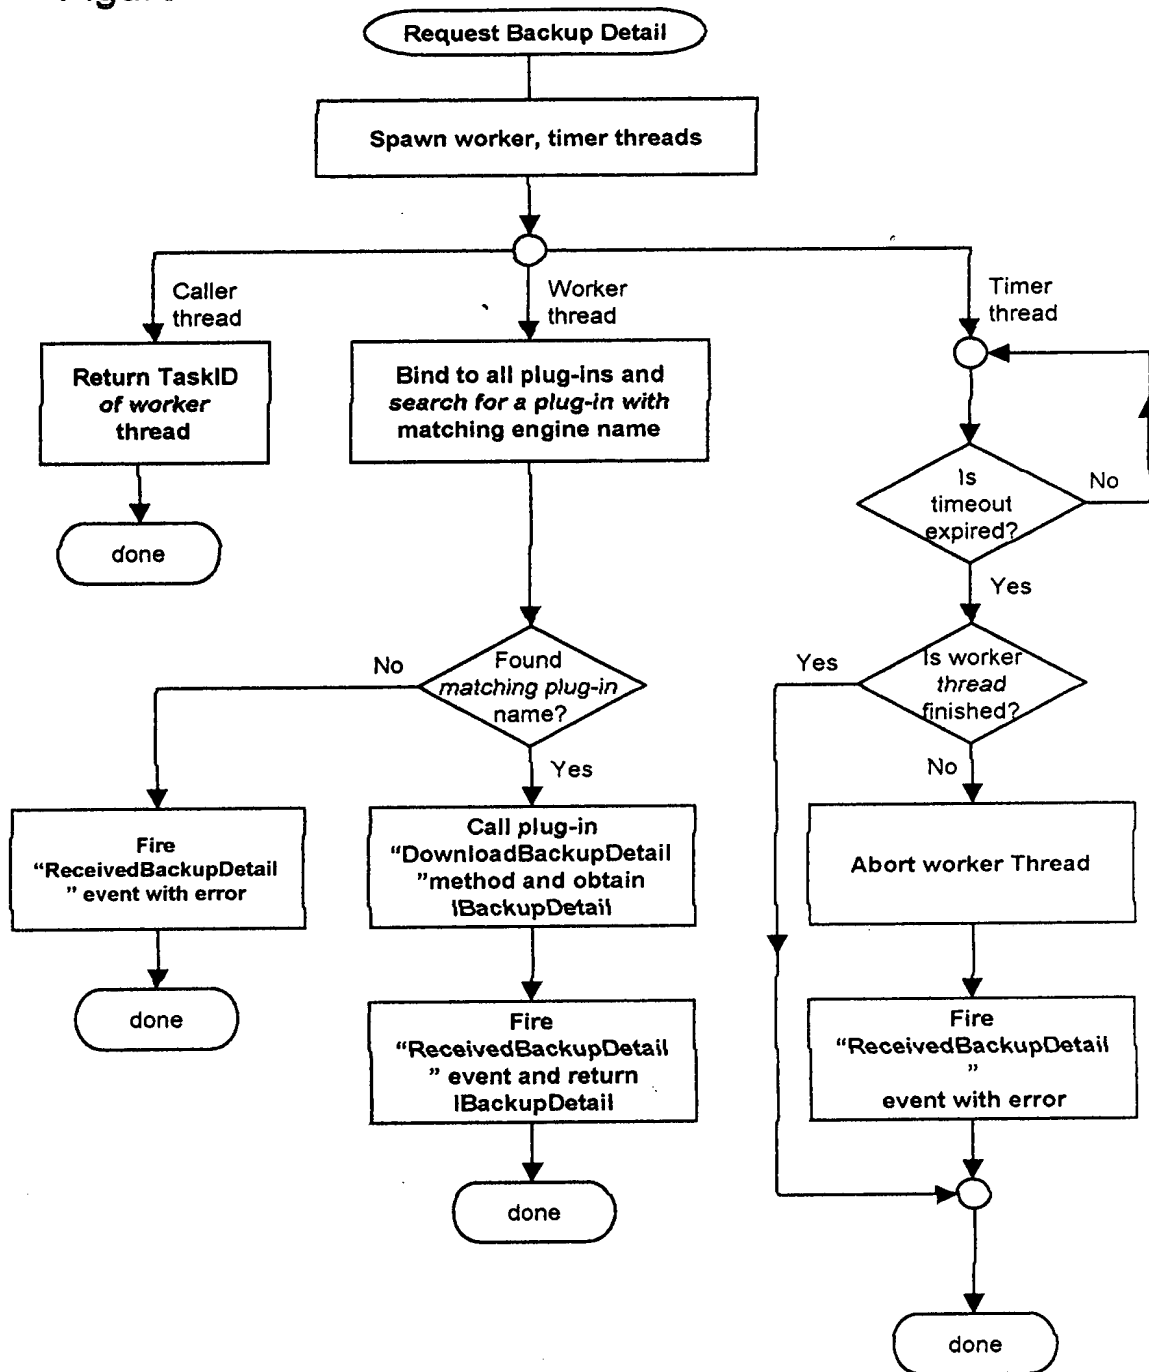 Request Backup Detail
Spawn worker, timer threads
Caller
thread
Worker
thread
Timer
thread
Return TaskID
of worker
thread
Bind to all plug-ins and
search for a plug-in with
matching engine name
done
Is
timeout
expired?
No
Yes
Found
matching plug-in
name?
No
Yes
Is worker
thread
finished?
Yes
No
Fire
“ReceivedBackupDetail
” event with error
Call plug-in
“DownloadBackupDetail
”method and obtain
IBackupDetail
Abort worker Thread
done
Fire
“ReceivedBackupDetail
” event and return
IBackupDetail
Fire
“ReceivedBackupDetail
”
event with error
done
done